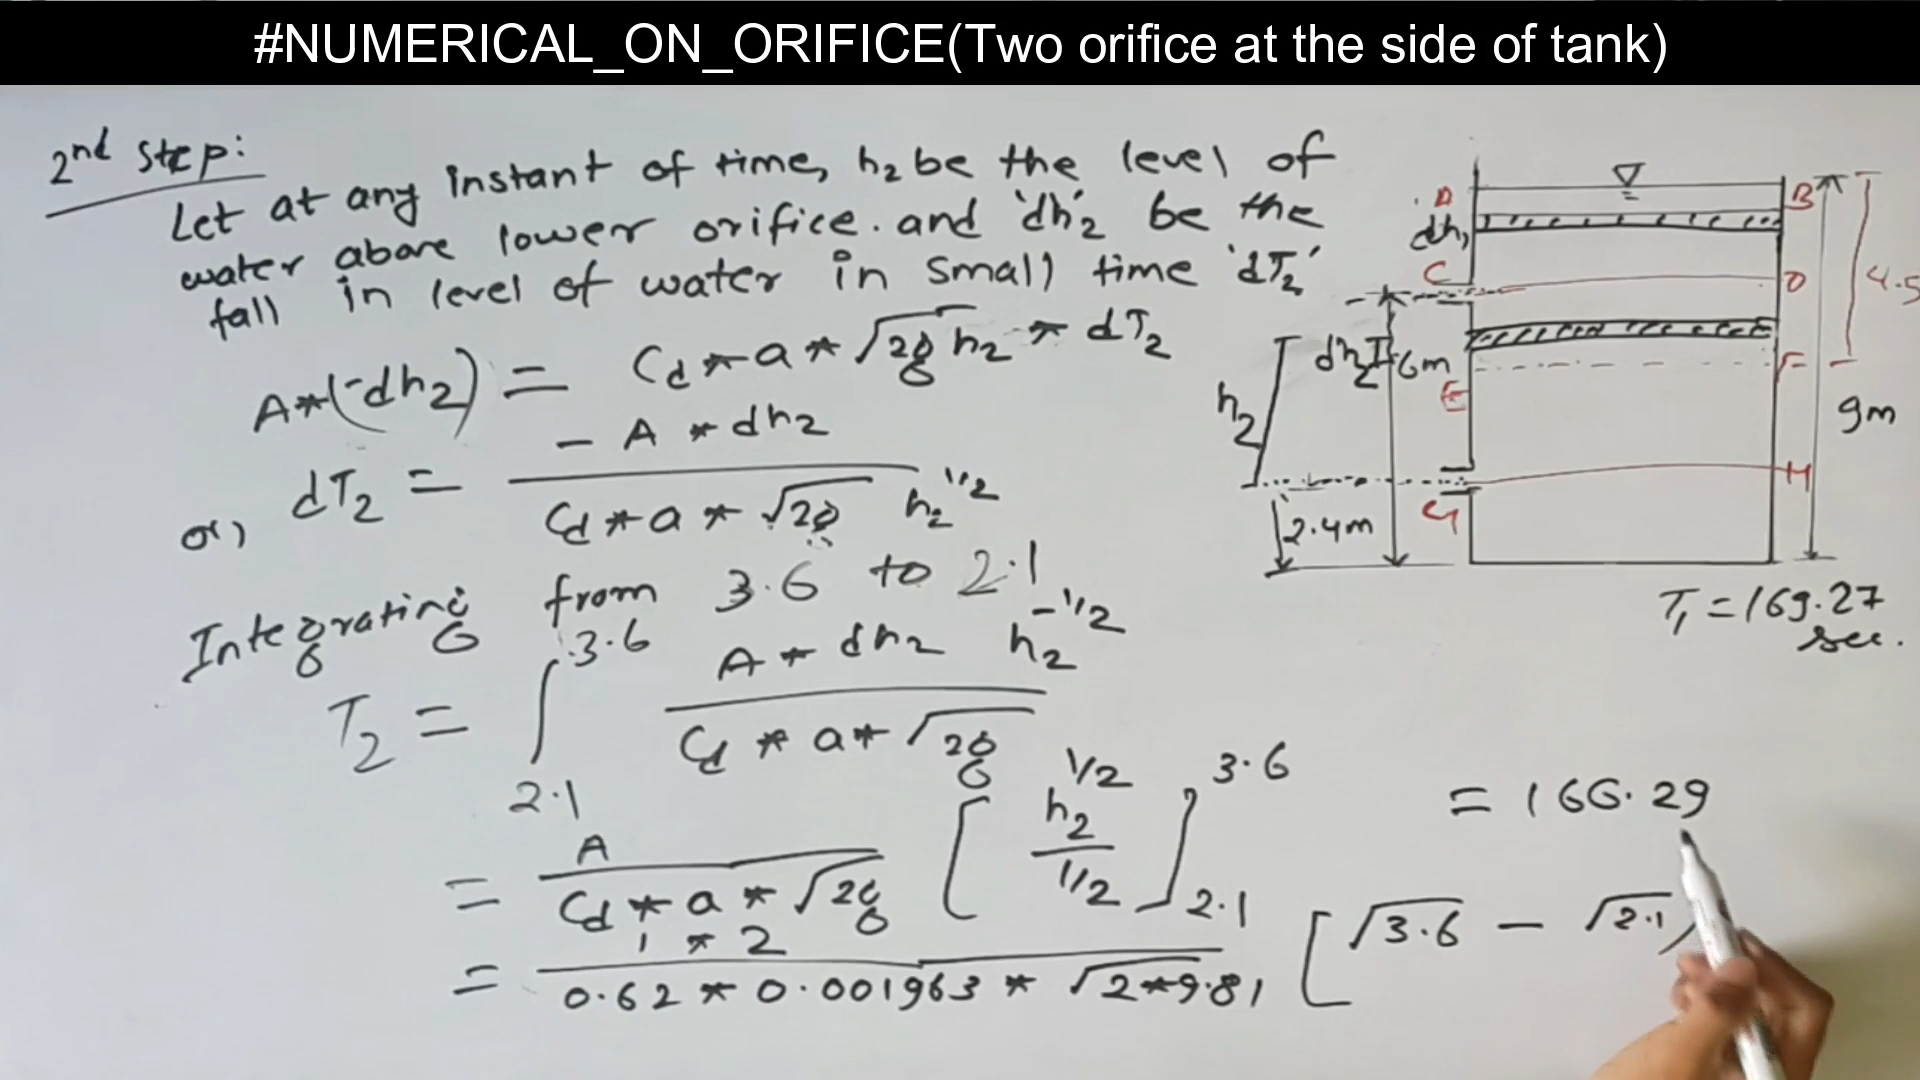 #NUMERICAL_ON_ORIFICE(Two orifice at the side of tank)
2nd step:
Let at any instant of time, h2 be the level of
water above lower orifice. and 'dh2' be the
fall in level of water in small time 'dT2'
A*(-dh2) = Cd*a*√2g h2 * dT2
or, dT2 = - A * dh2 / Cd*a*√2g h2^1/2
Integrating from 3.6 to 2.1
T2 = ∫ 2.1 3.6 A * dh2 h2^-1/2 / Cd * a * √2g
= A / Cd * a * √2g [ h2^1/2 / 1/2 ] 3.6 2.1
= 1 * 2 / 0.62 * 0.001963 * √2*9.81 [ √3.6 - √2.1 ]
= 166.29
A
B
dh1
C
D
4.5
dh2
6m
F
E
h2
9m
H
G
2.4m
T1 = 169.27
sec.